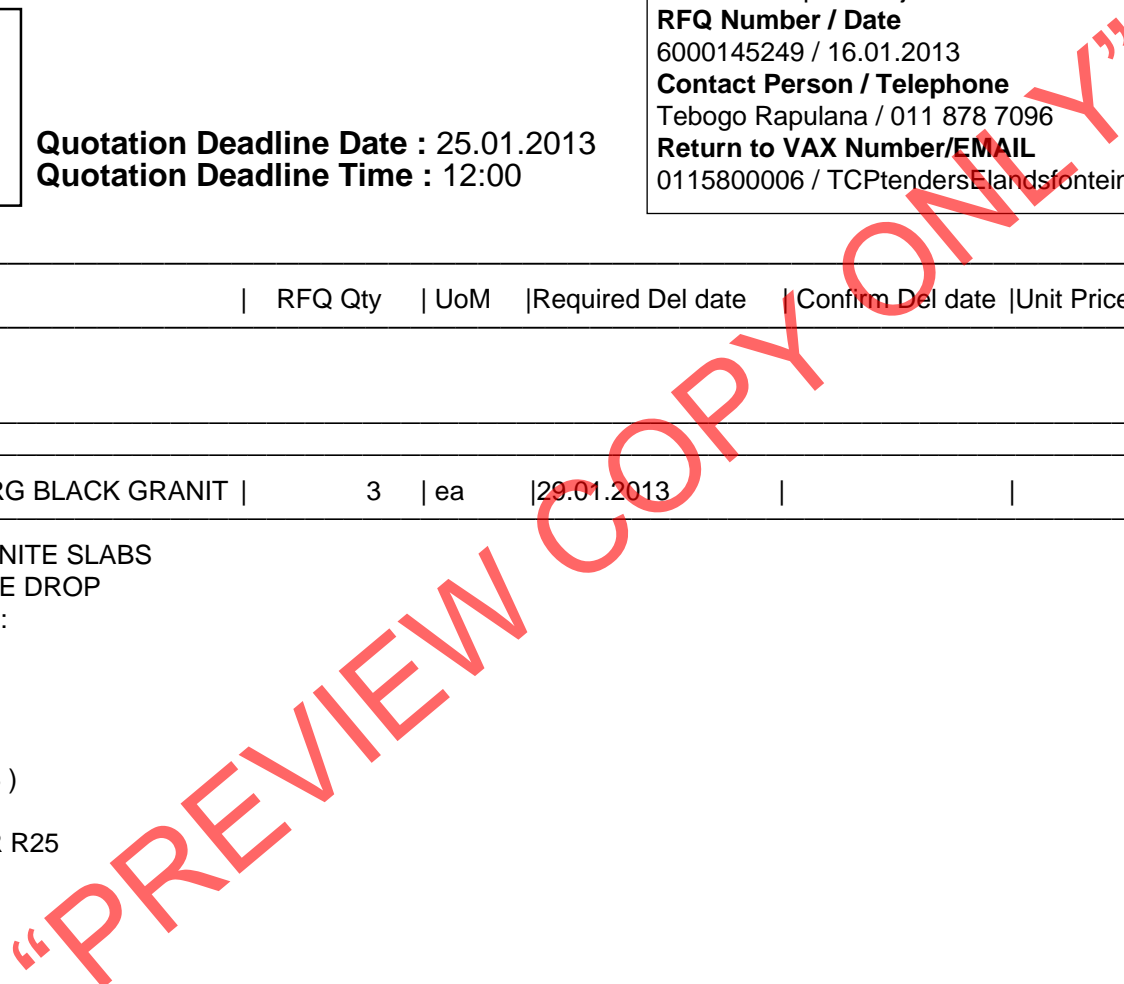 RFQ Number / Date
6000145249 / 16.01.2013
Contact Person / Telephone
Tebogo Rapulana / 011 878 7096
Return to VAX Number/EMAIL
0115800006 / TCPtendersElandsfontein
Quotation Deadline Date : 25.01.2013
Quotation Deadline Time : 12:00
| RFQ Qty | UoM |Required Del date | Confirm Del date |Unit Price
RG BLACK GRANIT | 3 | ea |29.01.2013 | |
NITE SLABS
E DROP
:
)
R25
“PREVIEW COPY ONLY”